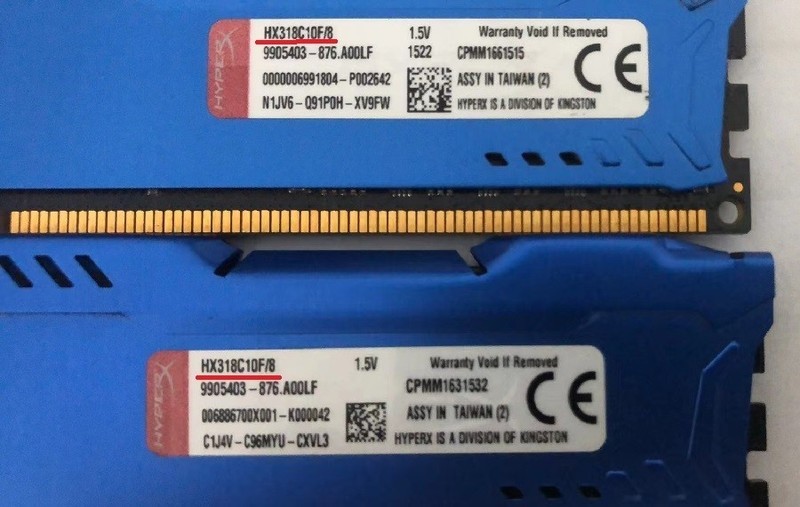 HYPERX
HX318C10F/8 1.5V Warranty Void If Removed
9905403-876.A00LF 1522 CPMM1661515
0000006991804-P002642 ASSY IN TAIWAN (2)
N1JV6-Q91P0H-XV9FW HYPERX IS A DIVISION OF KINGSTON
CE
HYPERX
HX318C10F/8 1.5V Warranty Void If Removed
9905403-876.A00LF CPMM1631532
006886700X001-K000042 ASSY IN TAIWAN (2)
C1J4V-C96MYU-CXVL3 HYPERX IS A DIVISION OF KINGSTON
CE